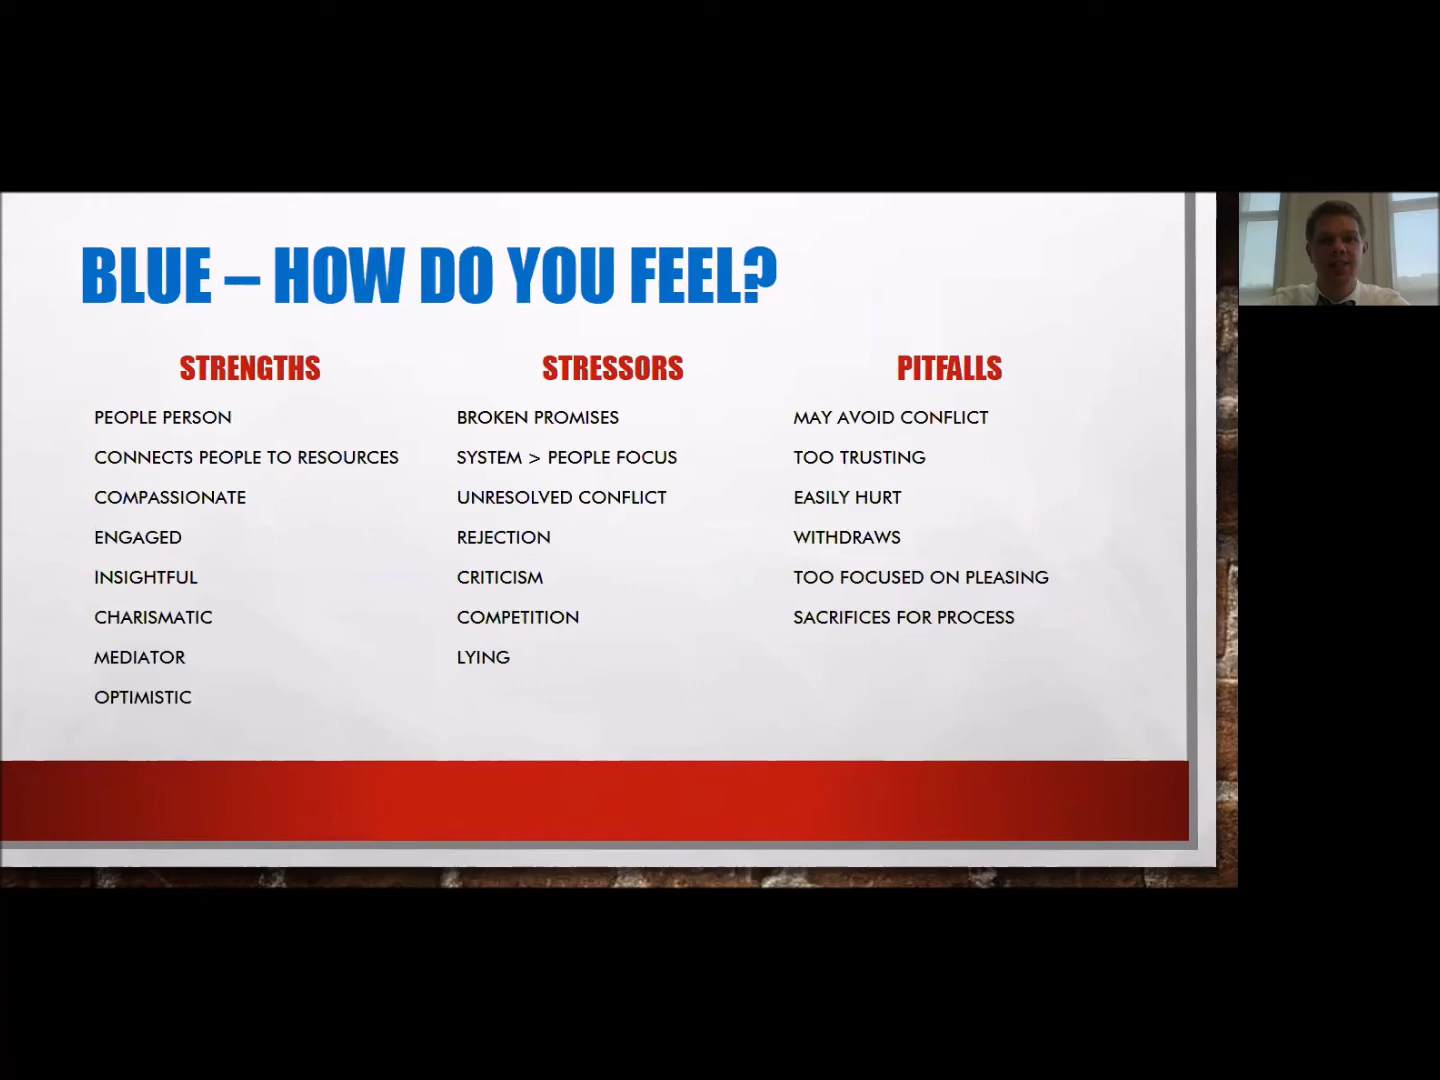 BLUE – HOW DO YOU FEEL?
STRENGTHS
PEOPLE PERSON
CONNECTS PEOPLE TO RESOURCES
COMPASSIONATE
ENGAGED
INSIGHTFUL
CHARISMATIC
MEDIATOR
OPTIMISTIC
STRESSORS
BROKEN PROMISES
SYSTEM > PEOPLE FOCUS
UNRESOLVED CONFLICT
REJECTION
CRITICISM
COMPETITION
LYING
PITFALLS
MAY AVOID CONFLICT
TOO TRUSTING
EASILY HURT
WITHDRAWS
TOO FOCUSED ON PLEASING
SACRIFICES FOR PROCESS